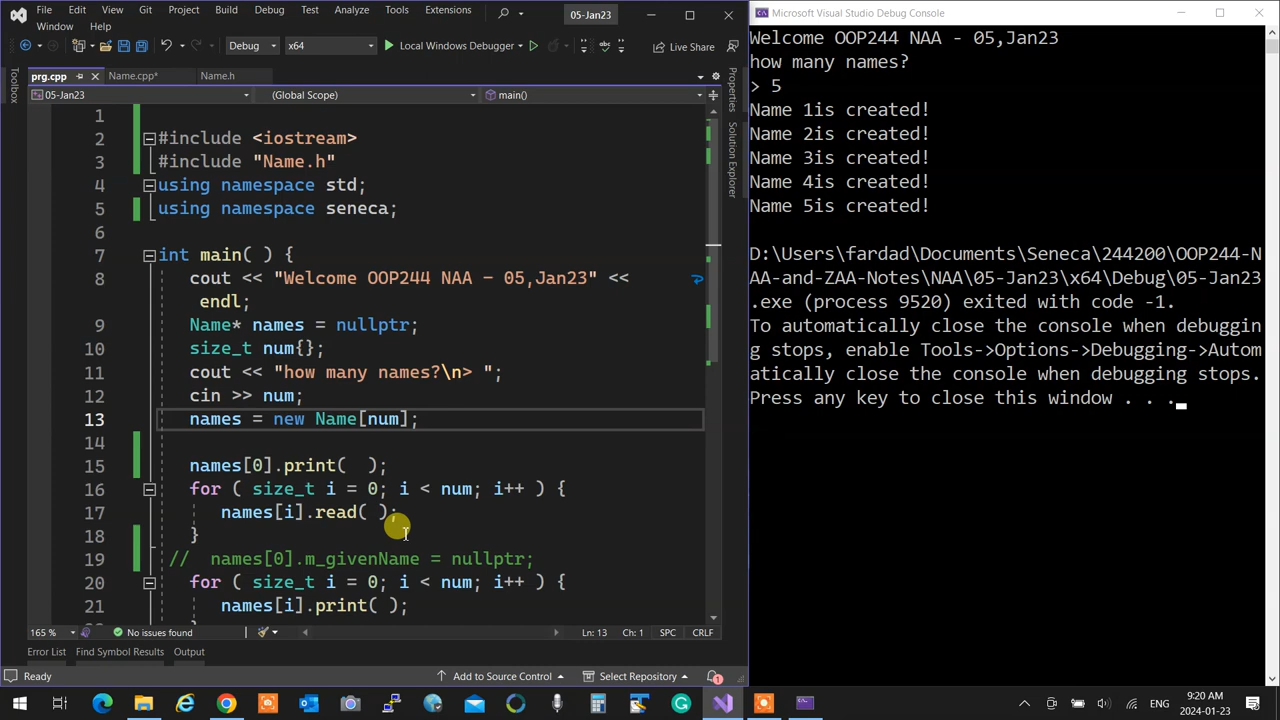 File Edit View Git Project Build Debug Test Analyze Tools Extensions 05-Jan23
Window Help
Debug x64 Local Windows Debugger Live Share
prg.cpp Name.cpp* Name.h
05-Jan23 (Global Scope) main()
Toolbox
Properties
Solution Explorer
1
2 #include <iostream>
3 #include "Name.h"
4 using namespace std;
5 using namespace seneca;
6
7 int main( ) {
8 cout << "Welcome OOP244 NAA - 05,Jan23" <<
endl;
9 Name* names = nullptr;
10 size_t num{};
11 cout << "how many names?\n> ";
12 cin >> num;
13 names = new Name[num];
14
15 names[0].print( );
16 for ( size_t i = 0; i < num; i++ ) {
17 names[i].read( );
18 }
19 // names[0].m_givenName = nullptr;
20 for ( size_t i = 0; i < num; i++ ) {
21 names[i].print( );
165 % No issues found Ln: 13 Ch: 1 SPC CRLF
Error List Find Symbol Results Output
Ready Add to Source Control Select Repository 1
Microsoft Visual Studio Debug Console
Welcome OOP244 NAA - 05,Jan23
how many names?
> 5
Name 1is created!
Name 2is created!
Name 3is created!
Name 4is created!
Name 5is created!
D:\Users\fardad\Documents\Seneca\244200\OOP244-N
AA-and-ZAA-Notes\NAA\05-Jan23\x64\Debug\05-Jan23
.exe (process 9520) exited with code -1.
To automatically close the console when debuggin
g stops, enable Tools->Options->Debugging->Autom
atically close the console when debugging stops.
Press any key to close this window . . .
ENG
9:20 AM
2024-01-23